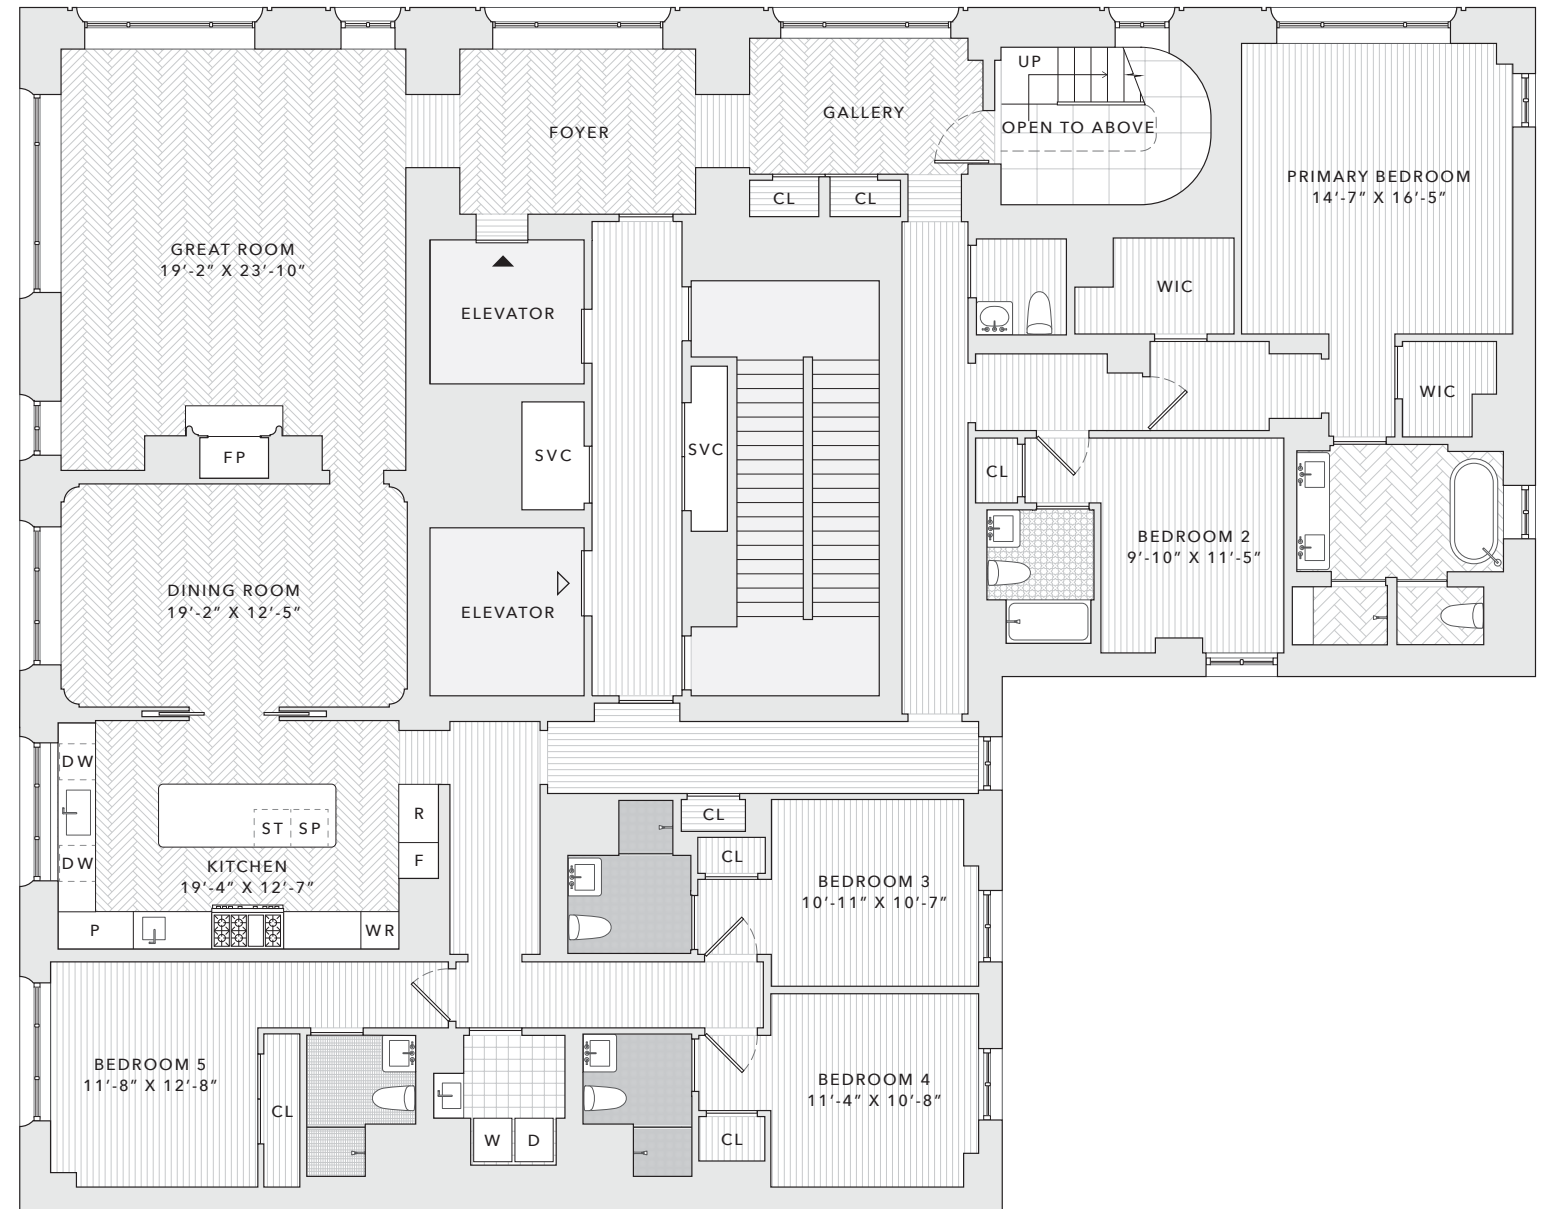 UP
GALLERY
OPEN TO ABOVE
FOYER
PRIMARY BEDROOM
14’-7” X 16’-5”
CL
CL
GREAT ROOM
19’-2” X 23’-10”
WIC
ELEVATOR
WIC
FP
SVC
SVC
CL
BEDROOM 2
9’-10” X 11’-5”
DINING ROOM
19’-2” X 12’-5”
ELEVATOR
DW
R
CL
ST
SP
DW
F
CL
KITCHEN
19’-4” X 12’-7”
BEDROOM 3
10’-11” X 10’-7”
P
WR
BEDROOM 5
11’-8” X 12’-8”
BEDROOM 4
11’-4” X 10’-8”
CL
W
D
CL